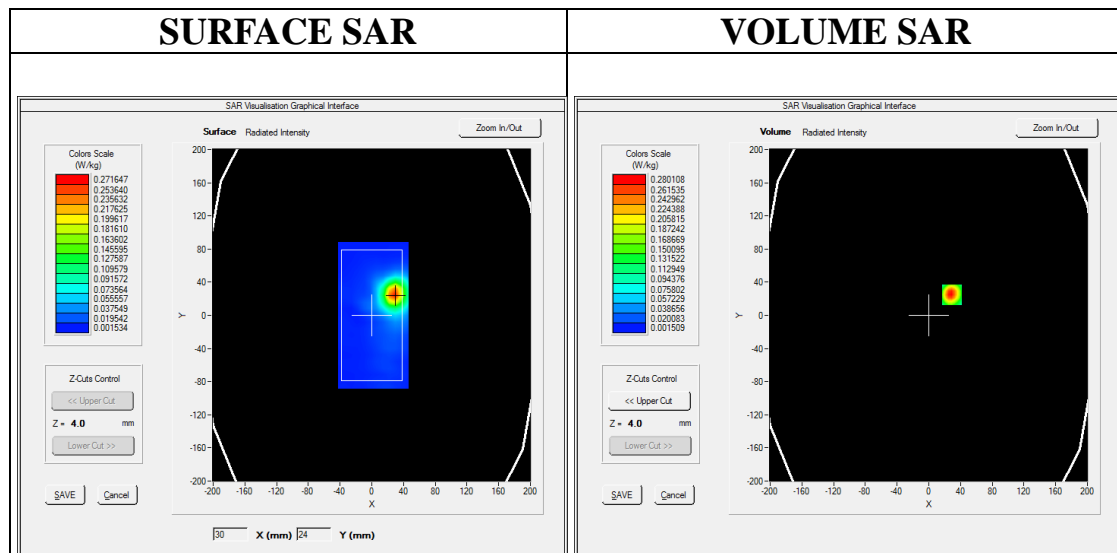 SURFACE SAR
VOLUME SAR
SAR Visualisation Graphical Interface
Surface Radiated Intensity
Zoom In/Out
Colors Scale
(W/kg)
0.271647
0.253640
0.235632
0.217625
0.199617
0.181610
0.163602
0.145595
0.127587
0.109579
0.091572
0.073564
0.055557
0.037549
0.019542
0.001534
Z-Cuts Control
<< Upper Cut
Z = 4.0 mm
Lower Cut >>
SAVE Cancel
200
160
120
80
40
0
-40
-80
-120
-160
-200
Y
-200 -160 -120 -80 -40 0 40 80 120 160 200
X
30 X (mm) 24 Y (mm)
SAR Visualisation Graphical Interface
Volume Radiated Intensity
Zoom In/Out
Colors Scale
(W/kg)
0.280108
0.261535
0.242962
0.224388
0.205815
0.187242
0.168669
0.150095
0.131522
0.112949
0.094376
0.075802
0.057229
0.038656
0.020083
0.001509
Z-Cuts Control
<< Upper Cut
Z = 4.0 mm
Lower Cut >>
SAVE Cancel
200
160
120
80
40
0
-40
-80
-120
-160
-200
Y
-200 -160 -120 -80 -40 0 40 80 120 160 200
X